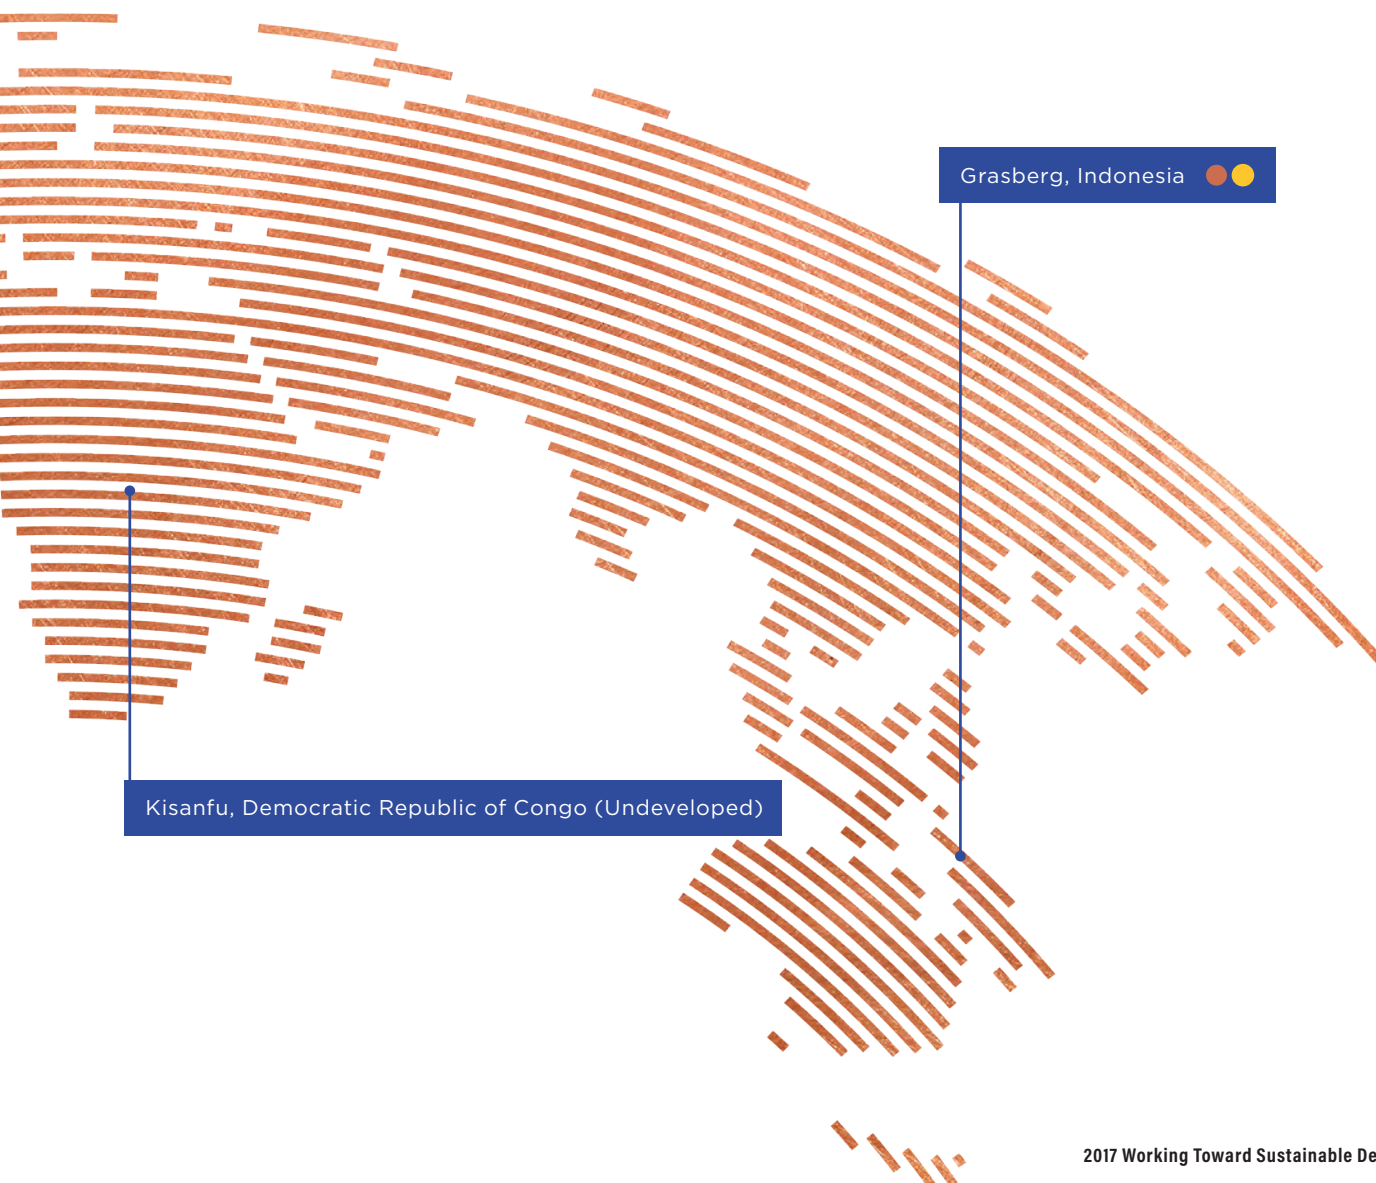 Grasberg, Indonesia
Kisanfu, Democratic Republic of Congo (Undeveloped)
2017 Working Toward Sustainable De